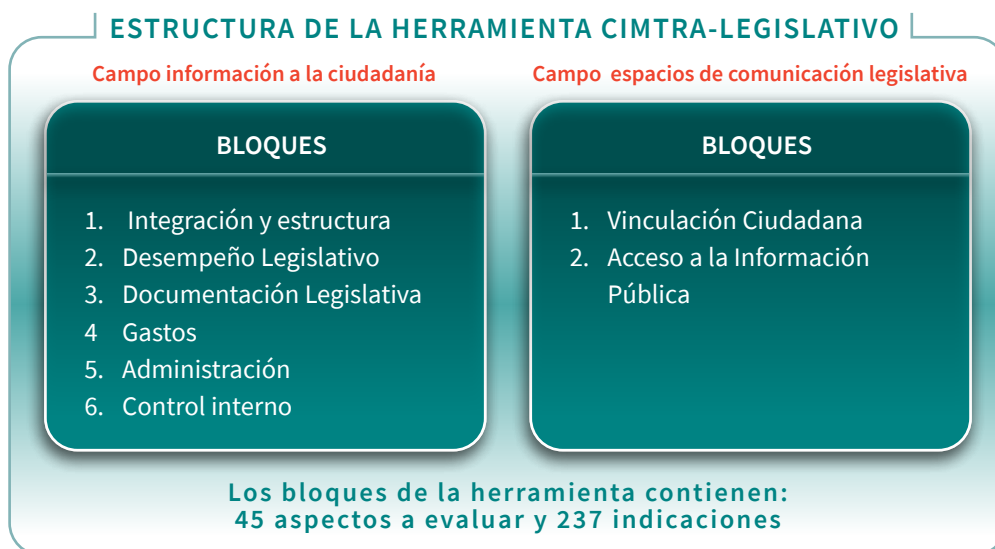 ESTRUCTURA DE LA HERRAMIENTA CIMTRA-LEGISLATIVO
Campo información a la ciudadanía
BLOQUES
1. Integración y estructura
2. Desempeño Legislativo
3. Documentación Legislativa
4 Gastos
5. Administración
6. Control interno
Campo espacios de comunicación legislativa
BLOQUES
1. Vinculación Ciudadana
2. Acceso a la Información
Pública
Los bloques de la herramienta contienen:
45 aspectos a evaluar y 237 indicaciones